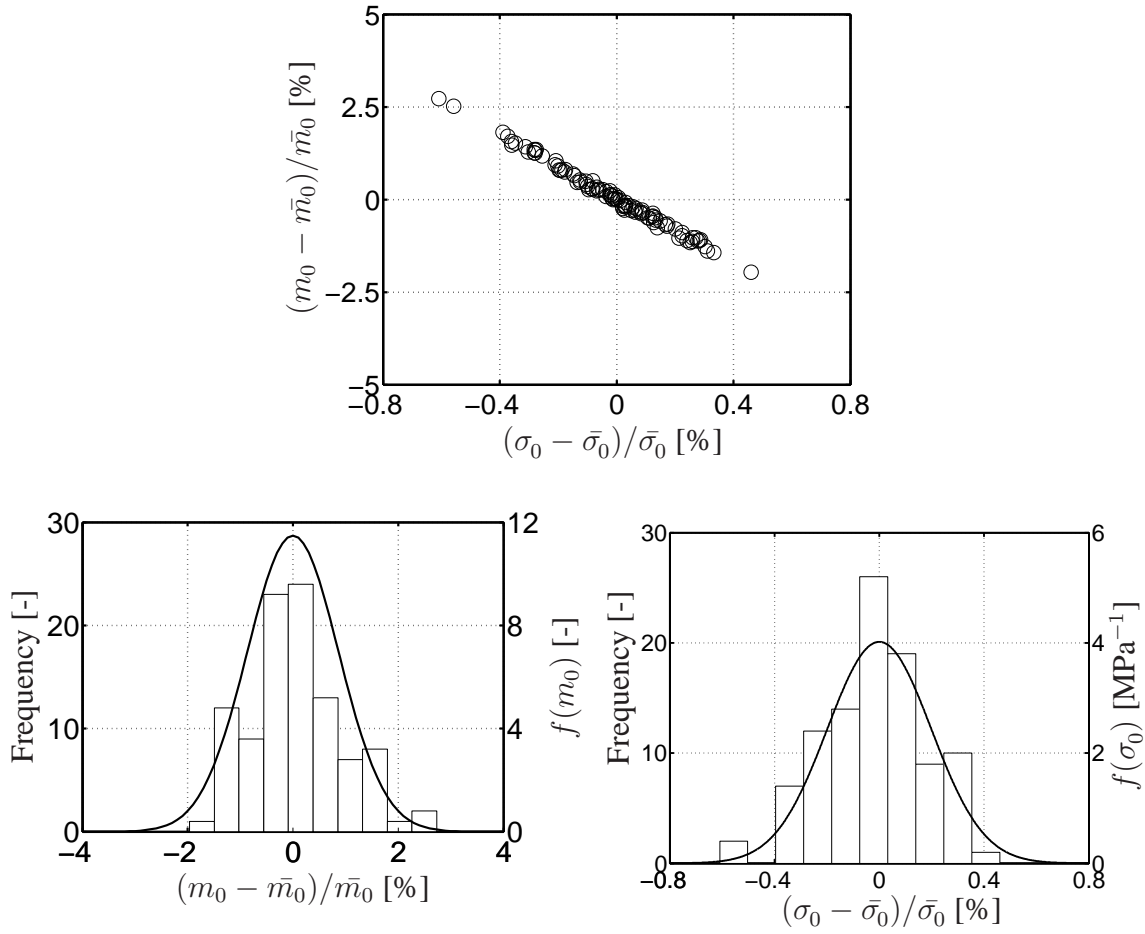 (m₀ − m̄₀)/m̄₀ [%]
5
2.5
0
−2.5
−5
−0.8 −0.4 0 0.4 0.8
(σ₀ − σ̄₀)/σ̄₀ [%]
Frequency [-]
30
20
10
0
12
8
4
0
f(m₀) [-]
−4 −2 0 2 4
(m₀ − m̄₀)/m̄₀ [%]
Frequency [-]
30
20
10
0
6
4
2
0
f(σ₀) [MPa⁻¹]
−0.8 −0.4 0 0.4 0.8
(σ₀ − σ̄₀)/σ̄₀ [%]